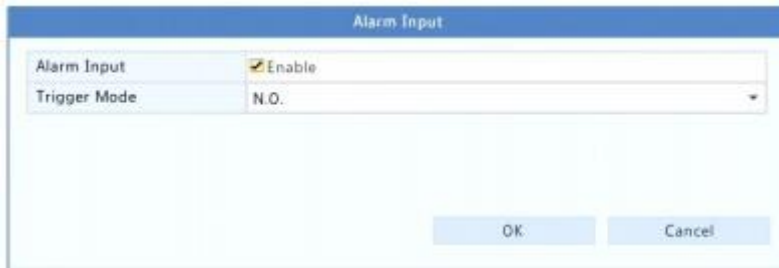 Alarm Input
Alarm Input Enable
Trigger Mode N.O.
OK Cancel